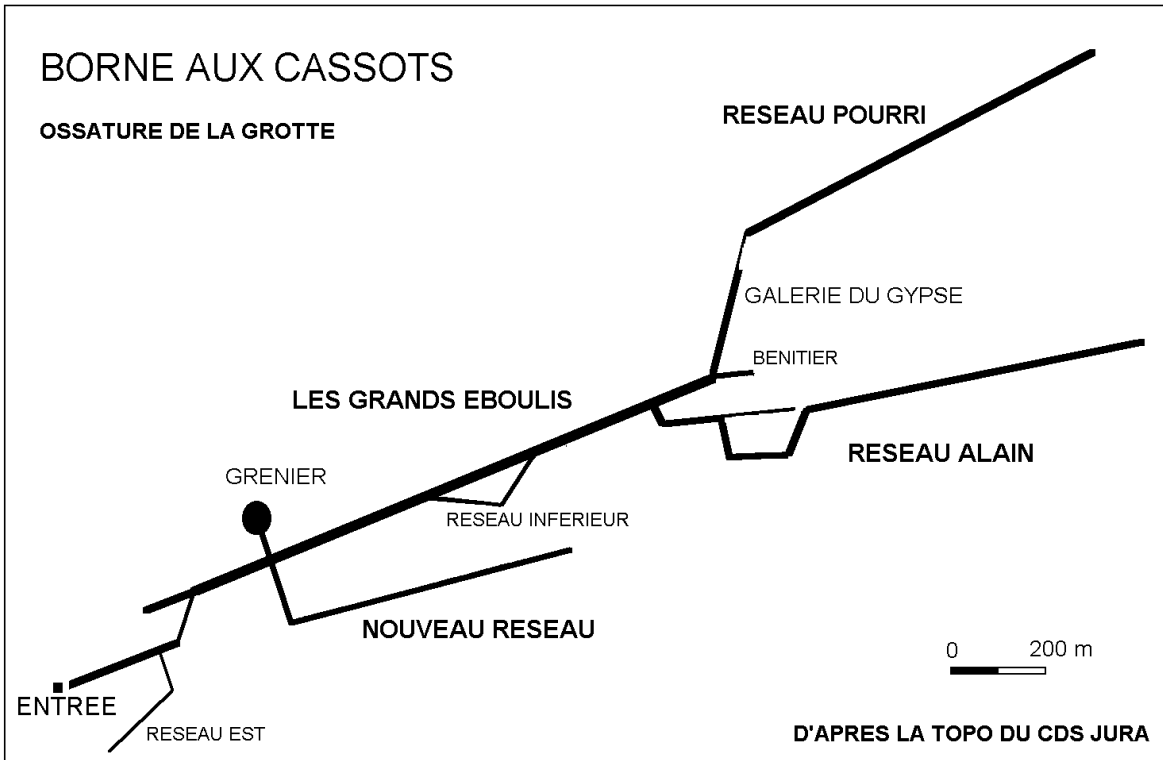 BORNE AUX CASSOTS
OSSATURE DE LA GROTTE
RESEAU POURRI
GALERIE DU GYPSE
BENITIER
LES GRANDS EBOULIS
RESEAU ALAIN
GRENIER
RESEAU INFERIEUR
NOUVEAU RESEAU
0 200 m
ENTREE
RESEAU EST
D'APRES LA TOPO DU CDS JURA